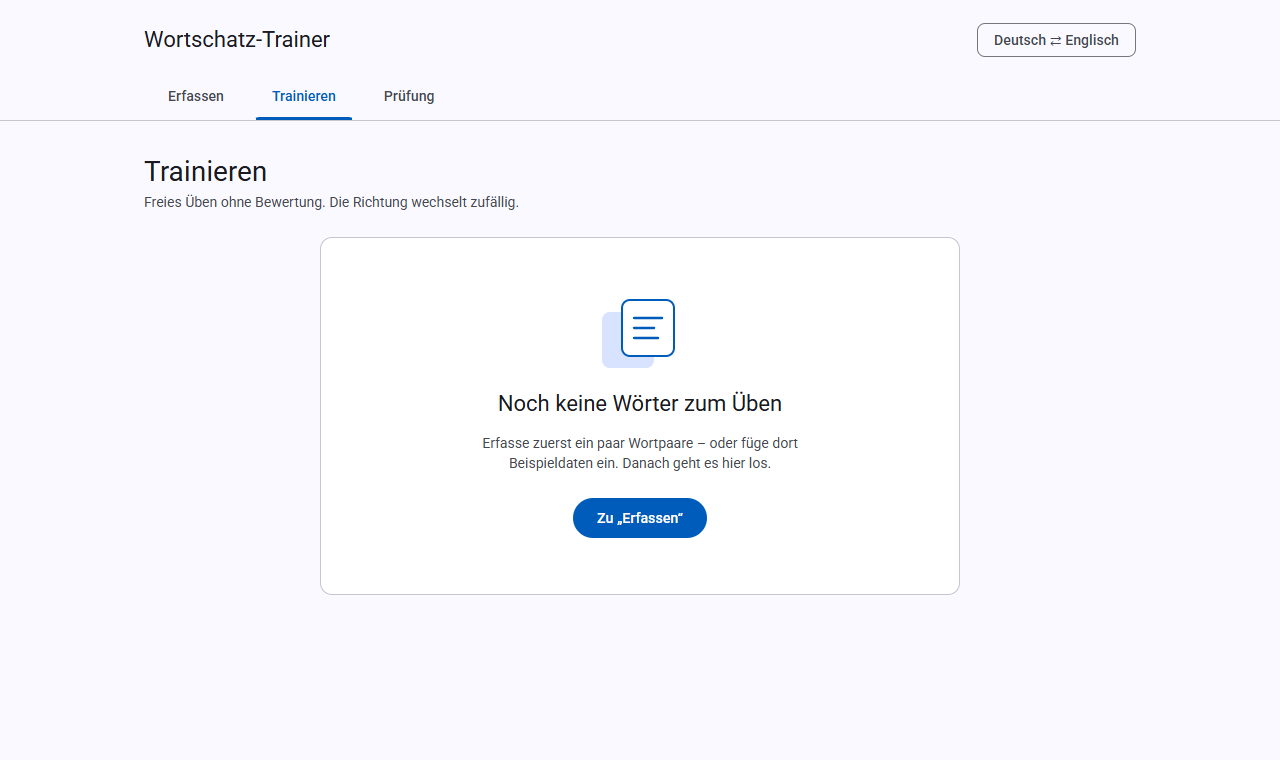 Wortschatz-Trainer
Deutsch ⇄ Englisch
Erfassen
Trainieren
Prüfung
Trainieren
Freies Üben ohne Bewertung. Die Richtung wechselt zufällig.
Noch keine Wörter zum Üben
Erfasse zuerst ein paar Wortpaare – oder füge dort
Beispieldaten ein. Danach geht es hier los.
Zu „Erfassen“